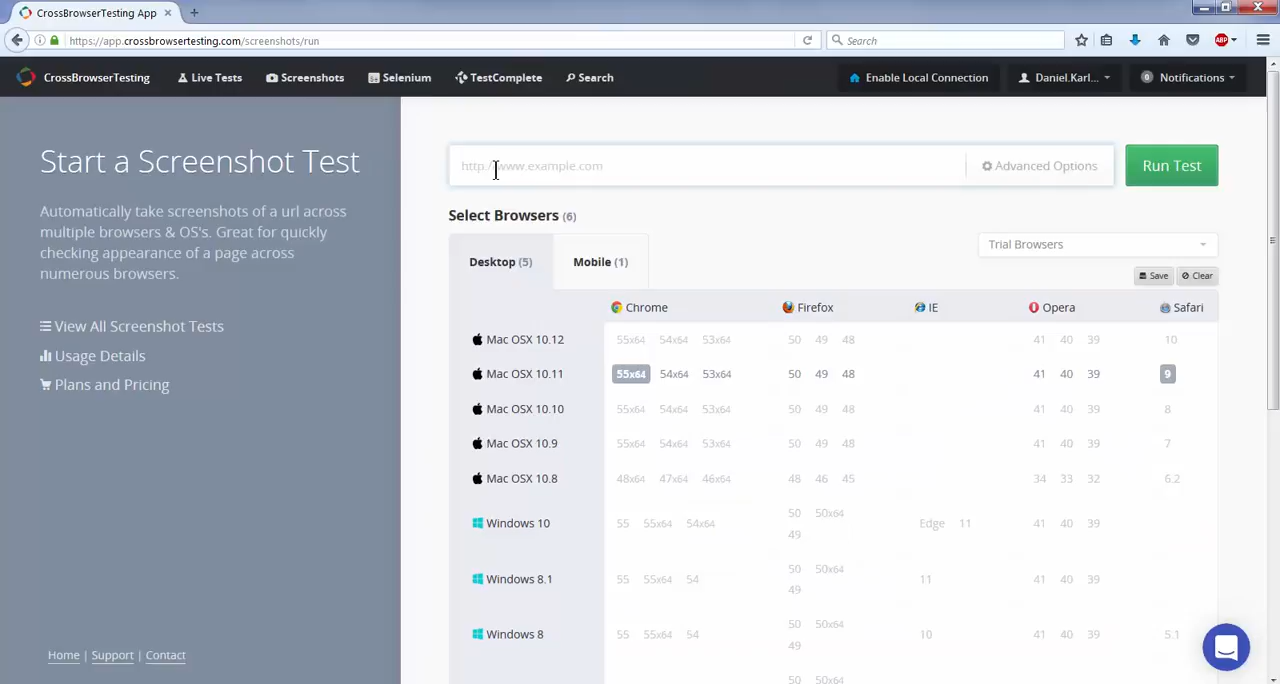 CrossBrowserTesting App
https://app.crossbrowsertesting.com/screenshots/run
Search
ABP
CrossBrowserTesting
Live Tests
Screenshots
Selenium
TestComplete
Search
Enable Local Connection
Daniel.Karl...
0 Notifications
Start a Screenshot Test
Automatically take screenshots of a url across
multiple browsers & OS's. Great for quickly
checking appearance of a page across
numerous browsers.
View All Screenshot Tests
Usage Details
Plans and Pricing
Home | Support | Contact
http://www.example.com
Advanced Options
Run Test
Select Browsers (6)
Desktop (5)
Mobile (1)
Trial Browsers
Save
Clear
Chrome Firefox IE Opera Safari
Mac OSX 10.12 55x64 54x64 53x64 50 49 48 41 40 39 10
Mac OSX 10.11 55x64 54x64 53x64 50 49 48 41 40 39 9
Mac OSX 10.10 55x64 54x64 53x64 50 49 48 41 40 39 8
Mac OSX 10.9 55x64 54x64 53x64 50 49 48 41 40 39 7
Mac OSX 10.8 48x64 47x64 46x64 48 46 45 34 33 32 6.2
Windows 10 55 55x64 54x64 50 50x64 Edge 11 41 40 39
49
Windows 8.1 55 55x64 54 50 50x64 11 41 40 39
49
Windows 8 55 55x64 54 50 50x64 10 41 40 39 5.1
49
50 50x64